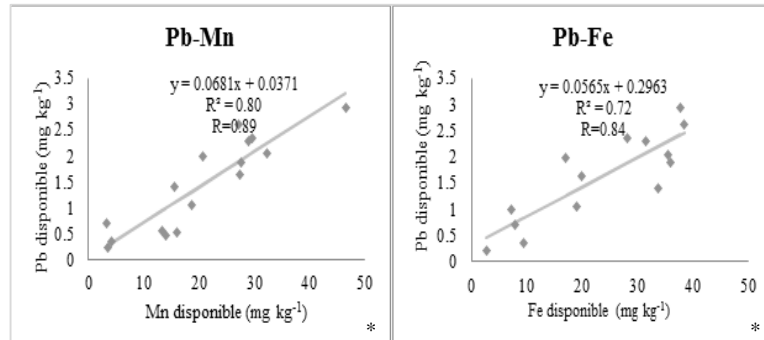 Pb-Mn
y = 0.0681x + 0.0371
R² = 0.80
R=0.89
Pb disponible (mg kg⁻¹)
3.5
3
2.5
2
1.5
1
0.5
0
0 10 20 30 40 50
Mn disponible (mg kg⁻¹)
*
Pb-Fe
y = 0.0565x + 0.2963
R² = 0.72
R=0.84
Pb disponible (mg kg⁻¹)
3.5
3
2.5
2
1.5
1
0.5
0
0 10 20 30 40 50
Fe disponible (mg kg⁻¹)
*